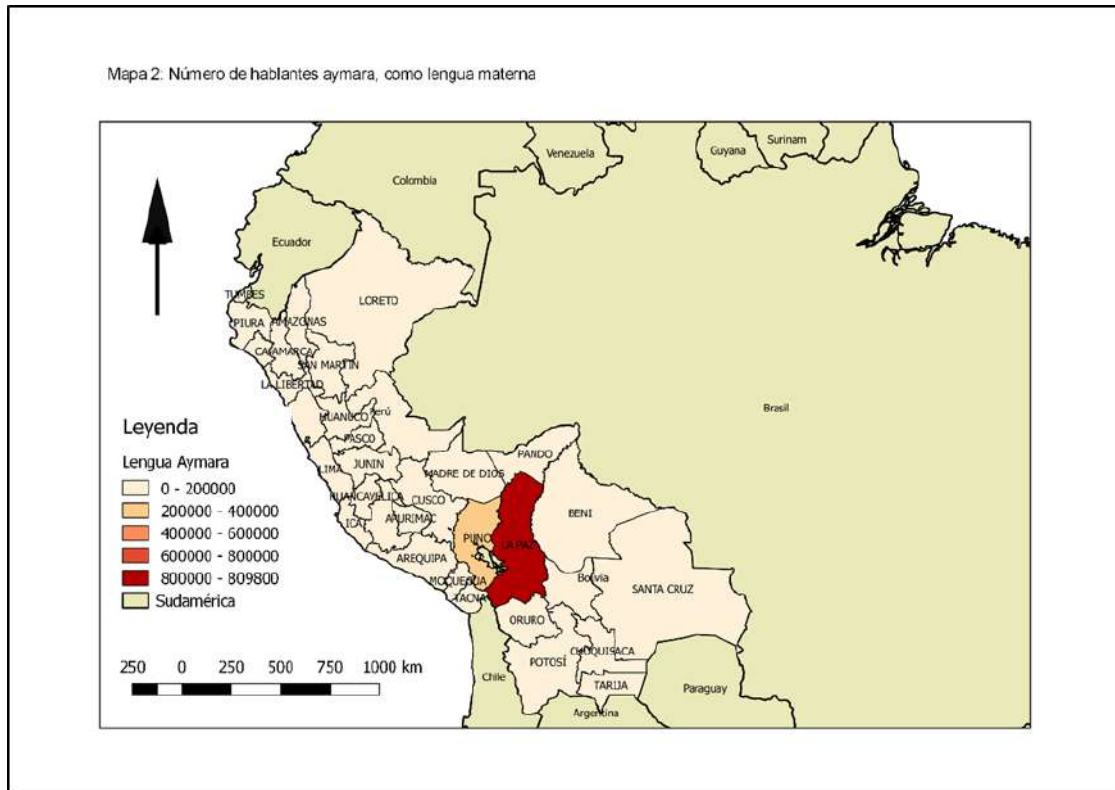 Mapa 2: Número de hablantes aymara, como lengua materna
Venezuela
Guyana
Surinam
Colombia
Ecuador
LORETO
TUMBES
PIURA
AMAZONAS
CAJAMARCA
SAN MARTIN
LA LIBERTAD
Brasil
HUANUCO
Perú
PASCO
LIMA
JUNIN
MADRE DE DIOS
PANDO
HUANCAVELICA
CUSCO
ICA
APURIMAC
BENI
PUNO
LA PAZ
AREQUIPA
MOQUEGUA
TACNA
Bolivia
SANTA CRUZ
ORURO
CHUQUISACA
POTOSÍ
Chile
TARIJA
Paraguay
Argentina
Leyenda
Lengua Aymara
0 - 200000
200000 - 400000
400000 - 600000
600000 - 800000
800000 - 809800
Sudamérica
250 0 250 500 750 1000 km